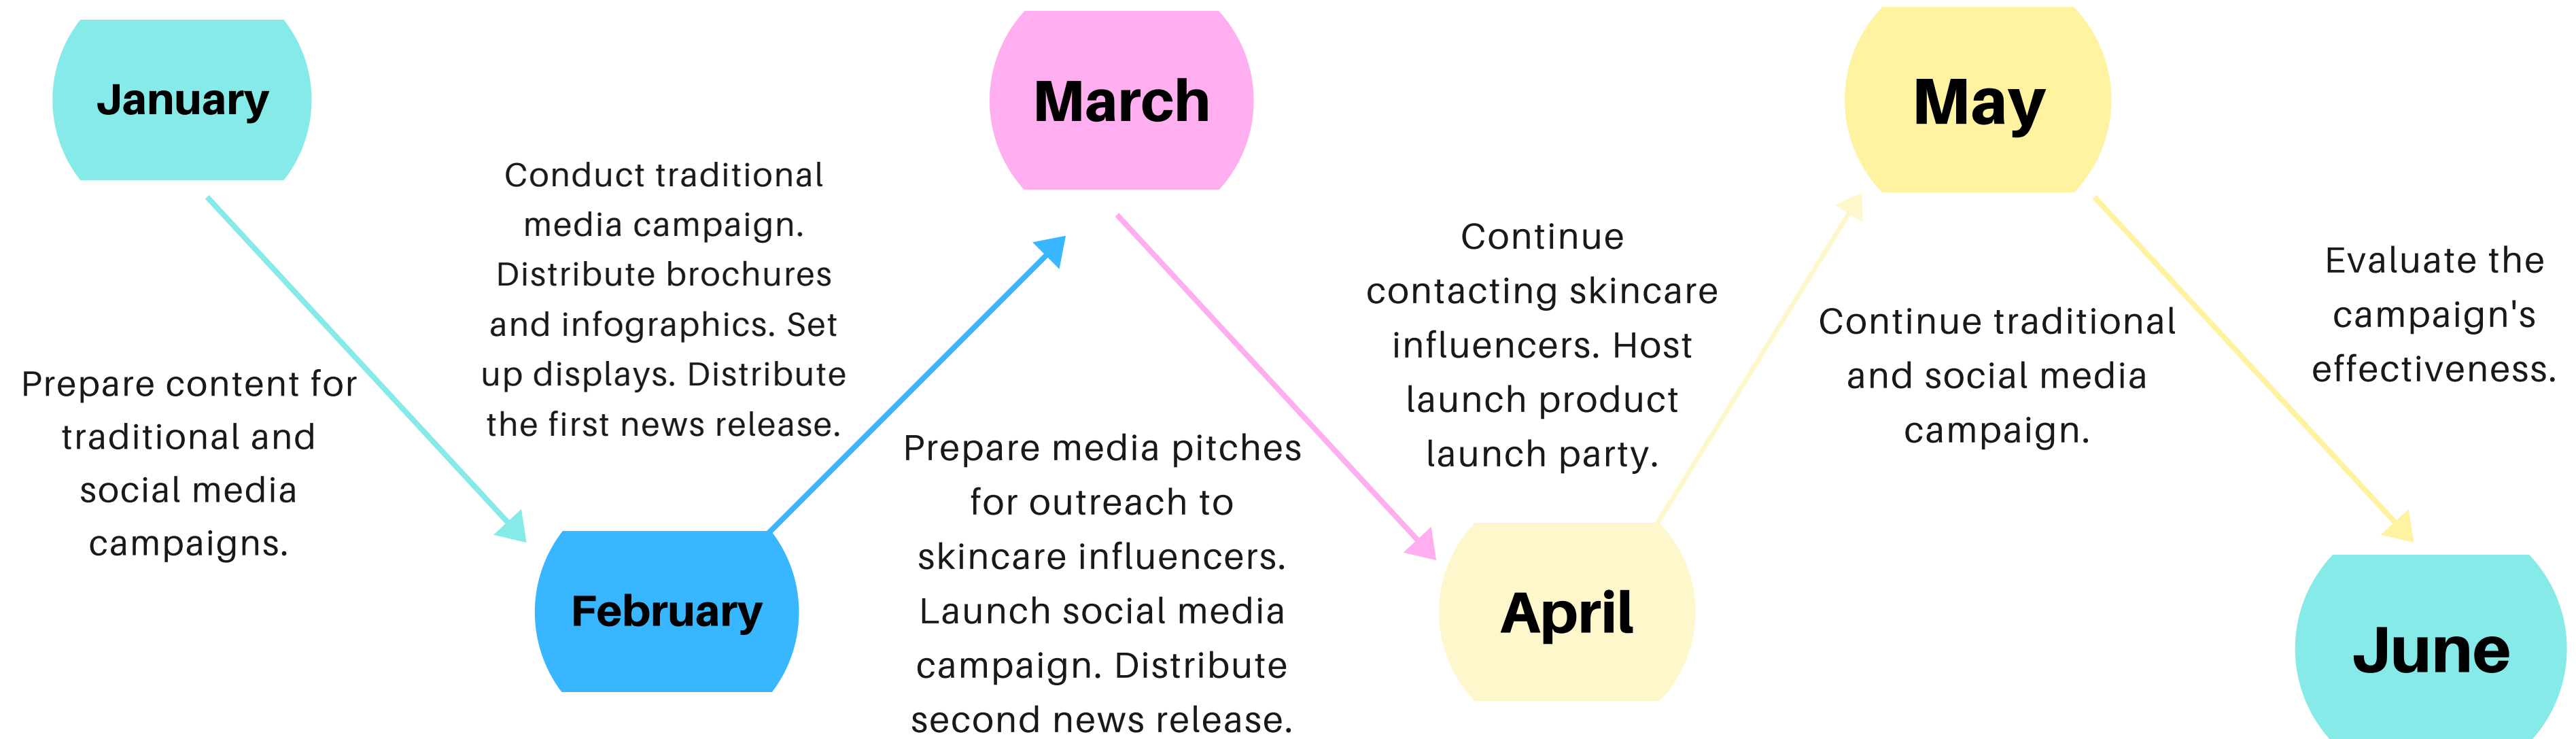 January
Prepare content for
traditional and
social media
campaigns.
Conduct traditional
media campaign.
Distribute brochures
and infographics. Set
up displays. Distribute
the first news release.
February
March
Prepare media pitches
for outreach to
skincare influencers.
Launch social media
campaign. Distribute
second news release.
Continue
contacting skincare
influencers. Host
launch product
launch party.
April
May
Continue traditional
and social media
campaign.
Evaluate the
campaign's
effectiveness.
June